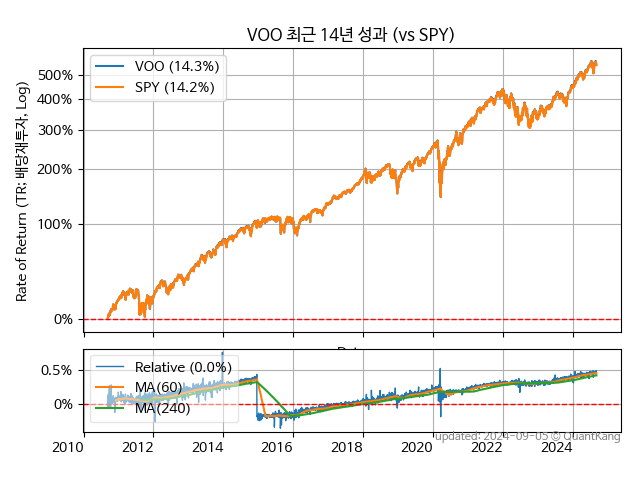 VOO 최근 14년 성과 (vs SPY)
VOO (14.3%)
SPY (14.2%)
500%
400%
300%
200%
100%
0%
Rate of Return (TR; 배당재투자, Log)
Relative (0.0%)
MA(60)
MA(240)
0.5%
0%
2010 2012 2014 2016 2018 2020 2022 2024
updated: 2024-09-05 © QuantKang